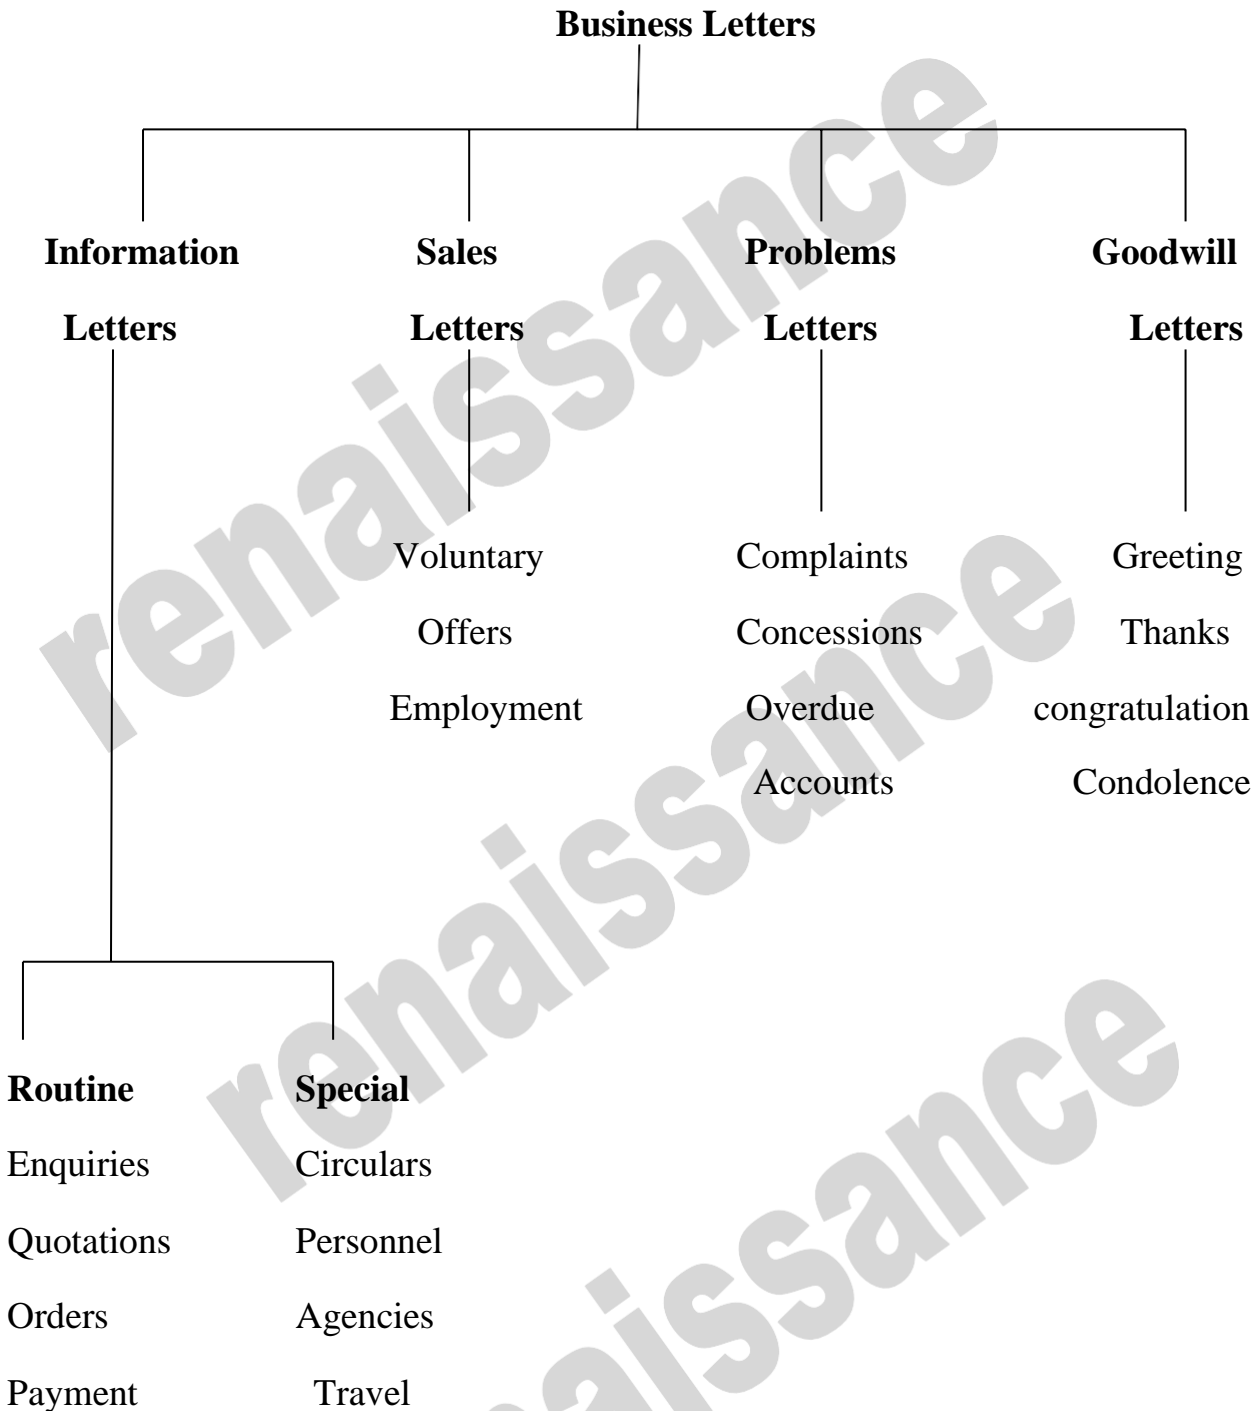 Business Letters
Information Sales Problems Goodwill
Letters Letters Letters Letters
Voluntary Complaints Greeting
Offers Concessions Thanks
Employment Overdue congratulation
Accounts Condolence
Routine Special
Enquiries Circulars
Quotations Personnel
Orders Agencies
Payment Travel
renaissance
renaissance